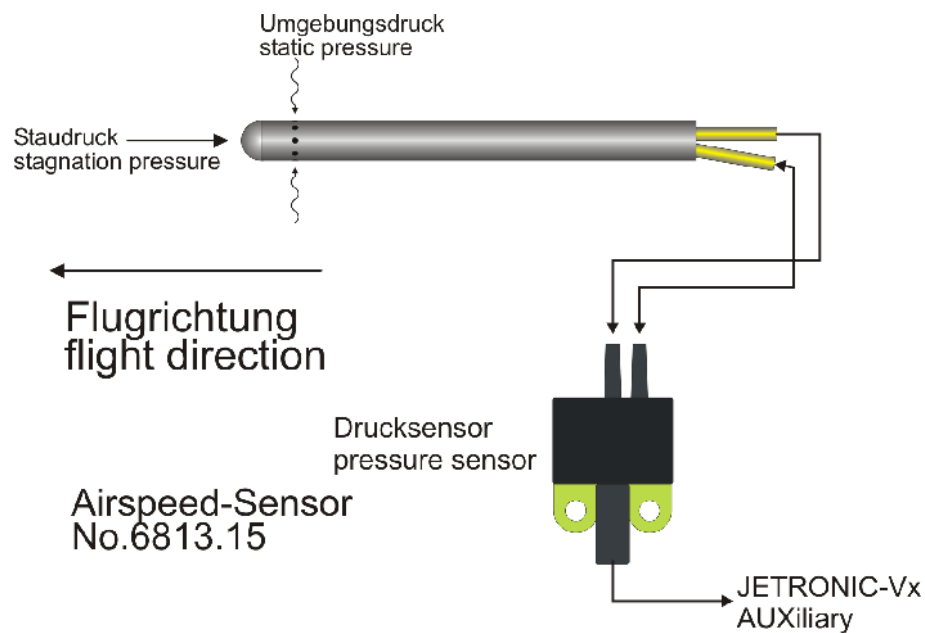 Umgebungsdruck
static pressure
Staudruck
stagnation pressure
Flugrichtung
flight direction
Drucksensor
pressure sensor
Airspeed-Sensor
No.6813.15
JETRONIC-Vx
AUXiliary